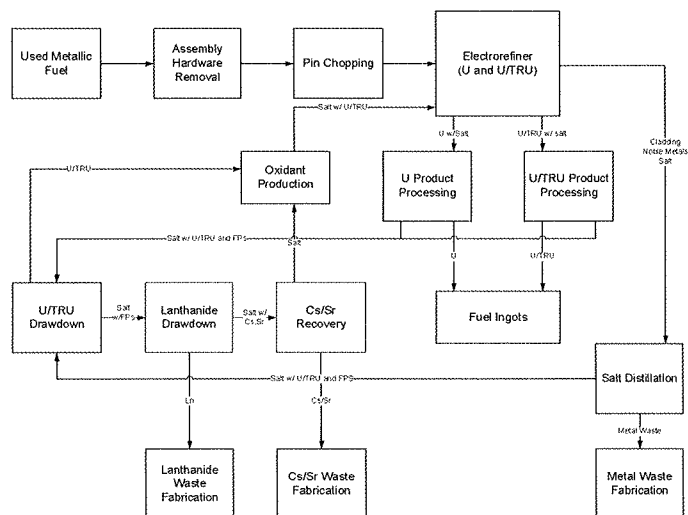 Used Metallic
Fuel
Assembly
Hardware
Removal
Pin Chopping
Electrorefiner
(U and U/TRU)
Salt w/ U/TRU
U w/Salt
U/TRU w/ salt
Cladding
Noble Metals
Salt
U/TRU
Oxidant
Production
U Product
Processing
U/TRU Product
Processing
Salt w/ U/TRU and FPs
Salt
U
U/TRU
U/TRU
Drawdown
Salt
w/FPs
Lanthanide
Drawdown
Salt w/
Cs,Sr
Cs/Sr
Recovery
Fuel Ingots
Salt w/ U/TRU and FPS
Salt Distillation
Ln
Cs/Sr
Metal Waste
Lanthanide
Waste
Fabrication
Cs/Sr Waste
Fabrication
Metal Waste
Fabrication